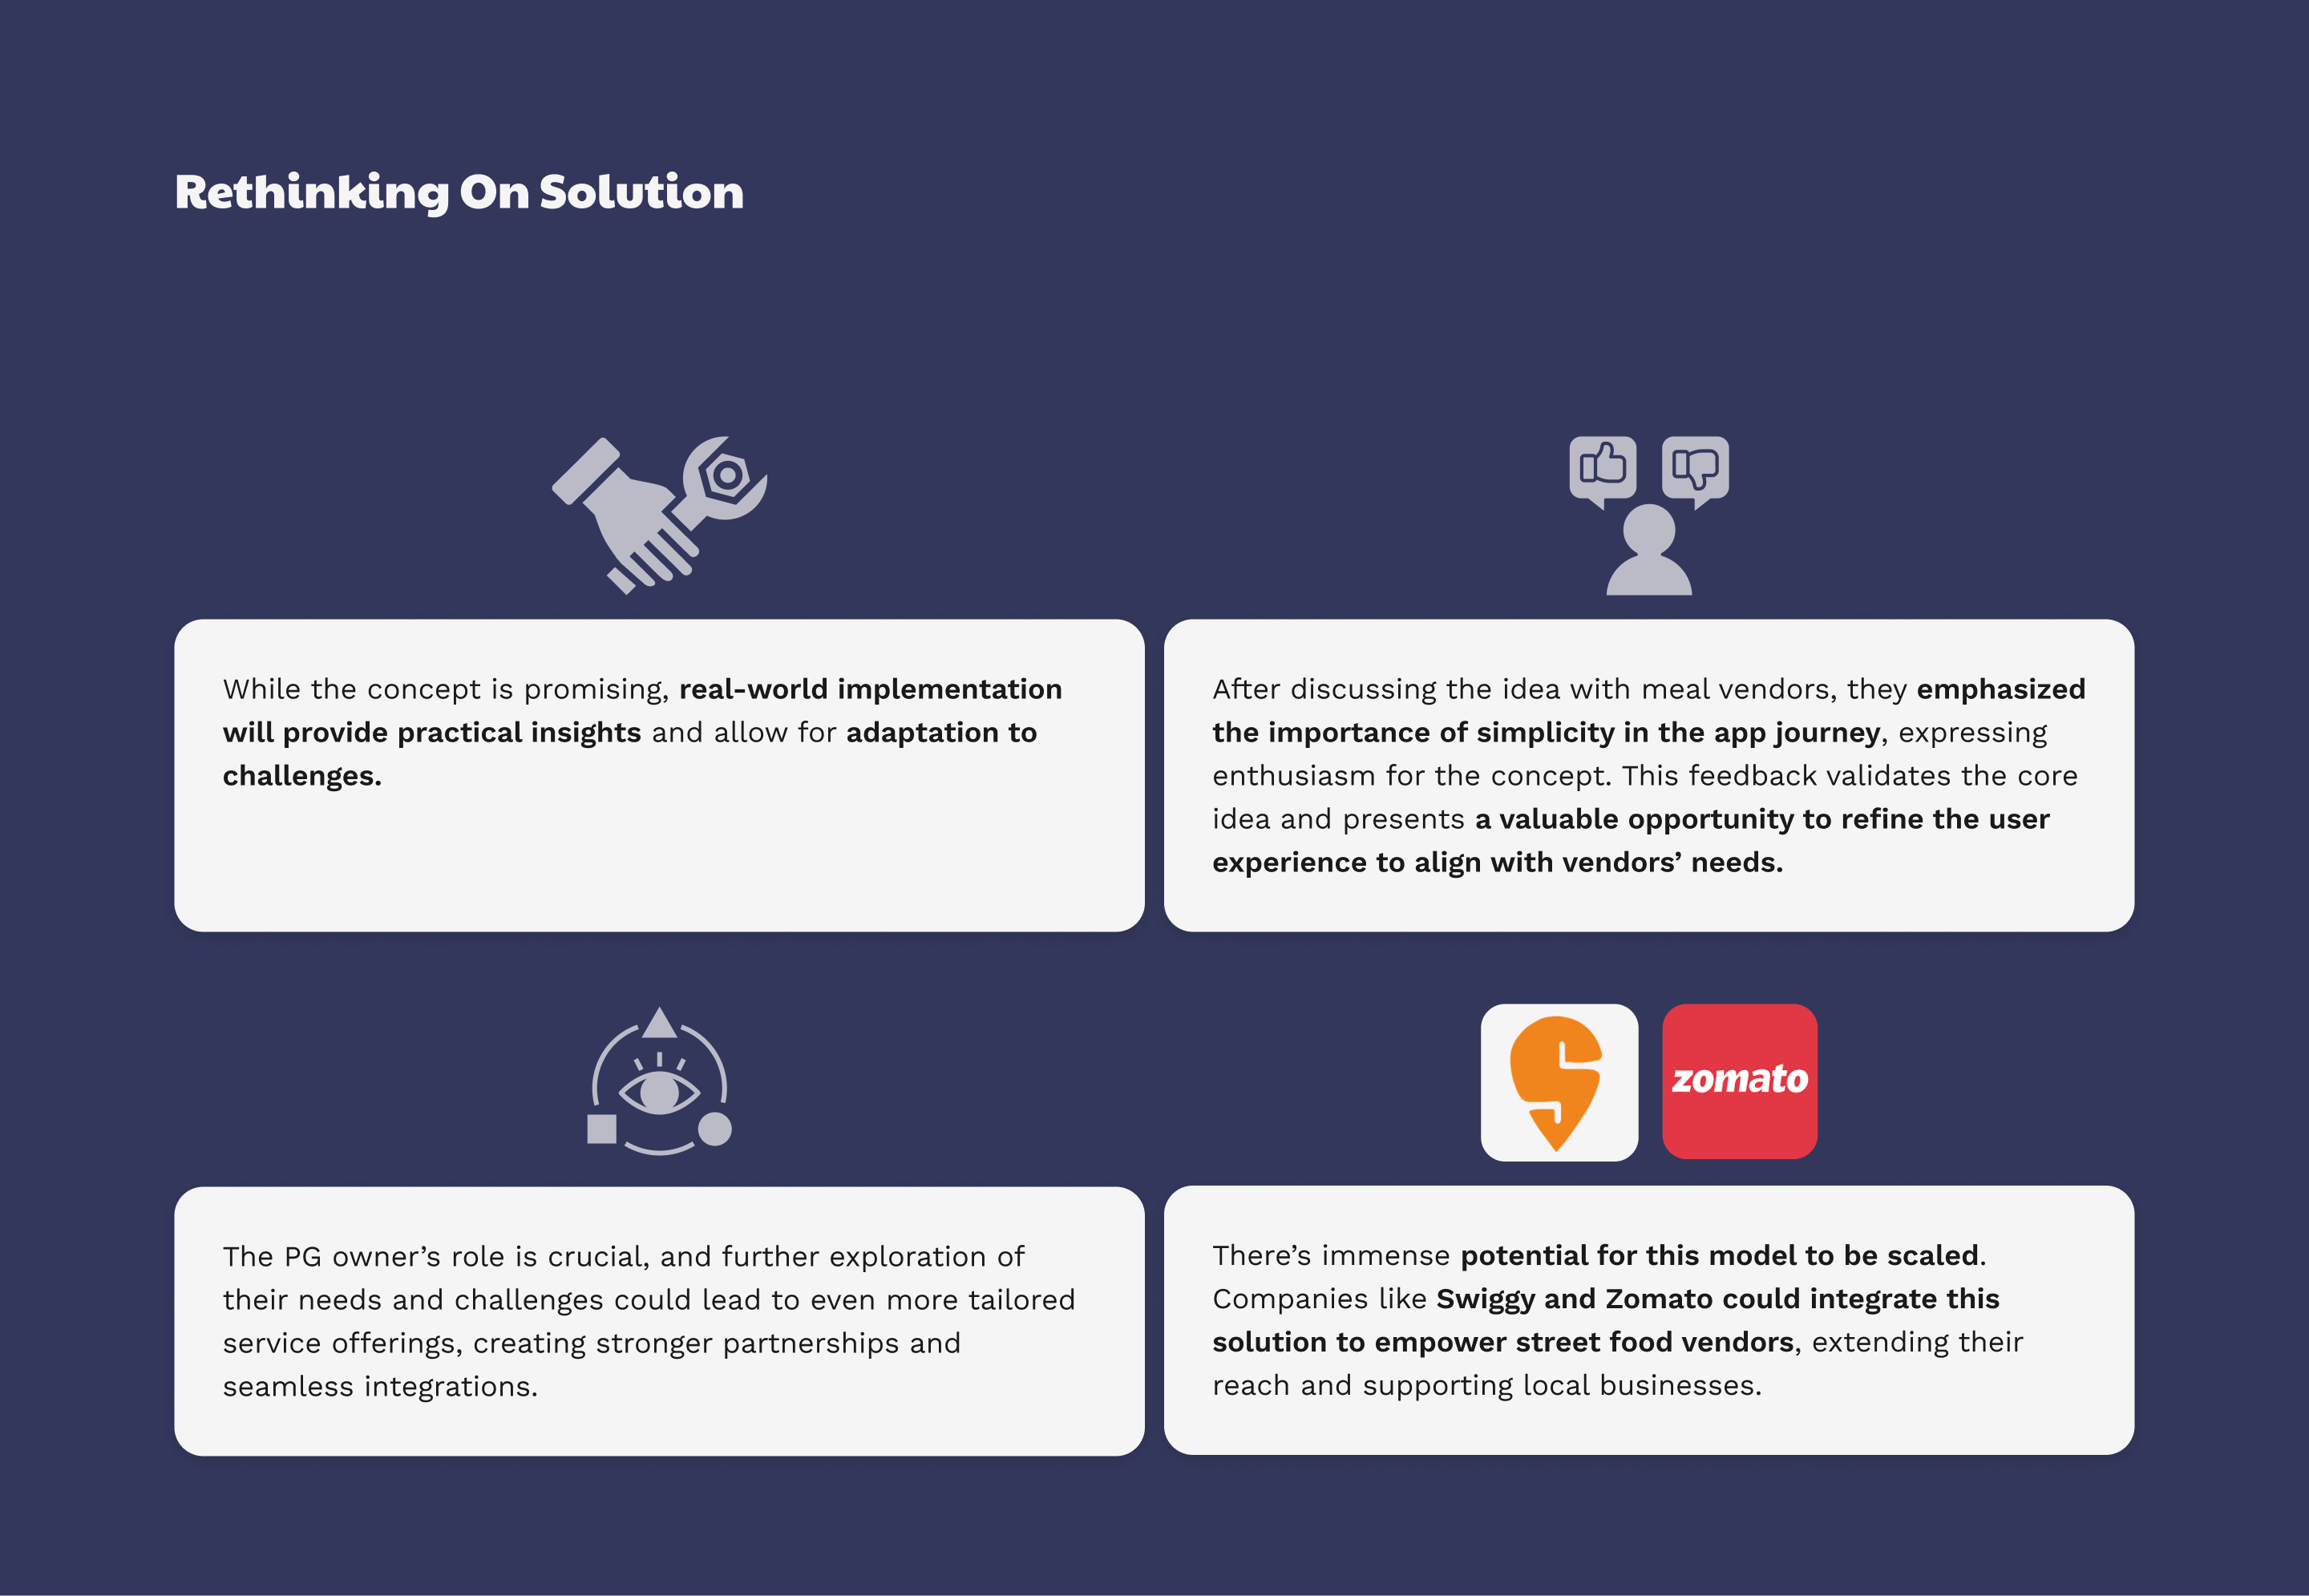 Rethinking On Solution
While the concept is promising, real-world implementation
will provide practical insights and allow for adaptation to
challenges.
After discussing the idea with meal vendors, they emphasized
the importance of simplicity in the app journey, expressing
enthusiasm for the concept. This feedback validates the core
idea and presents a valuable opportunity to refine the user
experience to align with vendors’ needs.
zomato
The PG owner’s role is crucial, and further exploration of
their needs and challenges could lead to even more tailored
service offerings, creating stronger partnerships and
seamless integrations.
There’s immense potential for this model to be scaled.
Companies like Swiggy and Zomato could integrate this
solution to empower street food vendors, extending their
reach and supporting local businesses.